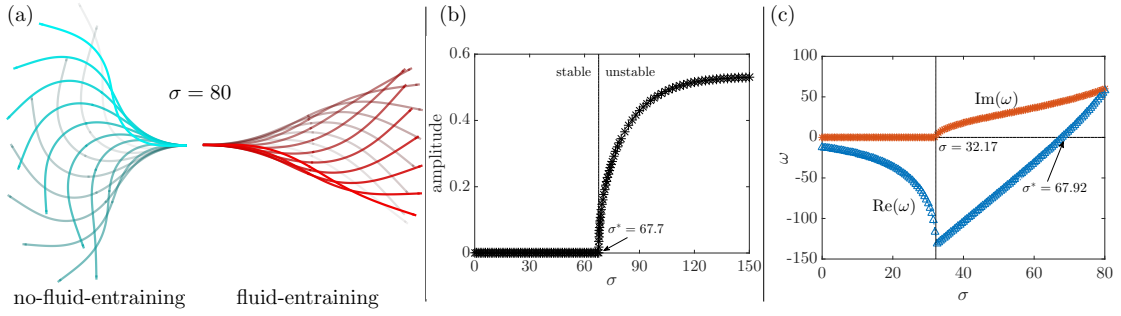 (a)
σ = 80
no-fluid-entraining
fluid-entraining
(b)
0.6
0.4
0.2
0
amplitude
stable
unstable
σ* = 67.7
0
30
60
90
120
150
σ
(c)
100
50
0
-50
-100
-150
ω
Im(ω)
σ = 32.17
σ* = 67.92
Re(ω)
0
20
40
60
80
σ